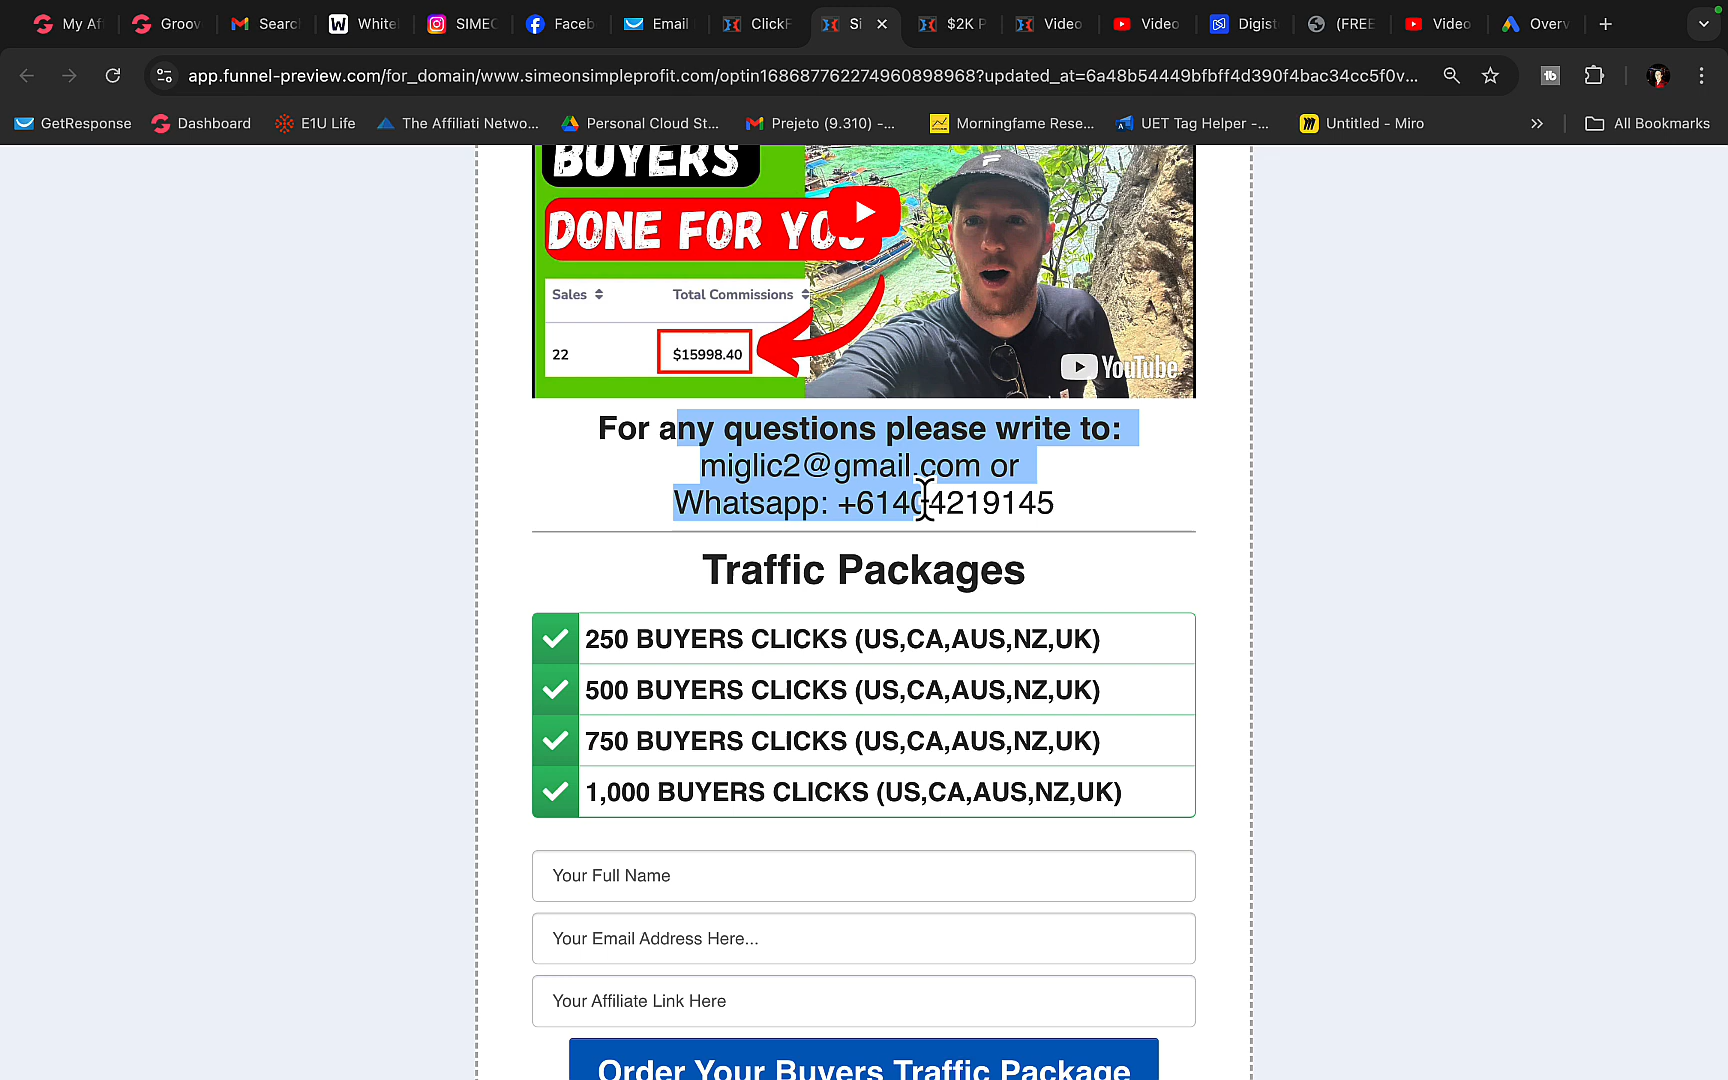 My Af
Groov
Searc
White
SIMEO
Faceb
Email
ClickF
Si
$2K P
Video
Video
Digist
(FREE
Video
Overv
app.funnel-preview.com/for_domain/www.simeonsimpleprofit.com/optin1686877622749608989​68?updated_at=6a48b54449bfbff4d390f4bac34cc5f0v...
GetResponse
Dashboard
E1U Life
The Affiliati Netwo...
Personal Cloud St...
Prejeto (9.310) -...
Morningfame Rese...
UET Tag Helper -...
Untitled - Miro
All Bookmarks
BUYERS
DONE FOR YOU
Sales Total Commissions
22 $15998.40
YouTube
For any questions please write to:
miglic2@gmail.com or
Whatsapp: +61404219145
Traffic Packages
250 BUYERS CLICKS (US,CA,AUS,NZ,UK)
500 BUYERS CLICKS (US,CA,AUS,NZ,UK)
750 BUYERS CLICKS (US,CA,AUS,NZ,UK)
1,000 BUYERS CLICKS (US,CA,AUS,NZ,UK)
Your Full Name
Your Email Address Here...
Your Affiliate Link Here
Order Your Buyers Traffic Package